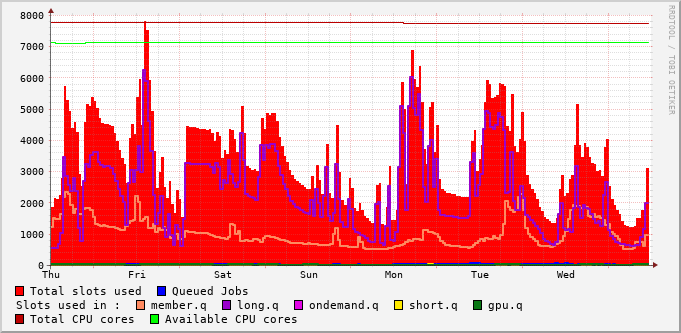 8000
7000
6000
5000
4000
3000
2000
1000
0
Thu Fri Sat Sun Mon Tue Wed
RRDTOOL / TOBI OETIKER
Total slots used Queued Jobs
Slots used in : member.q long.q ondemand.q short.q gpu.q
Total CPU cores Available CPU cores